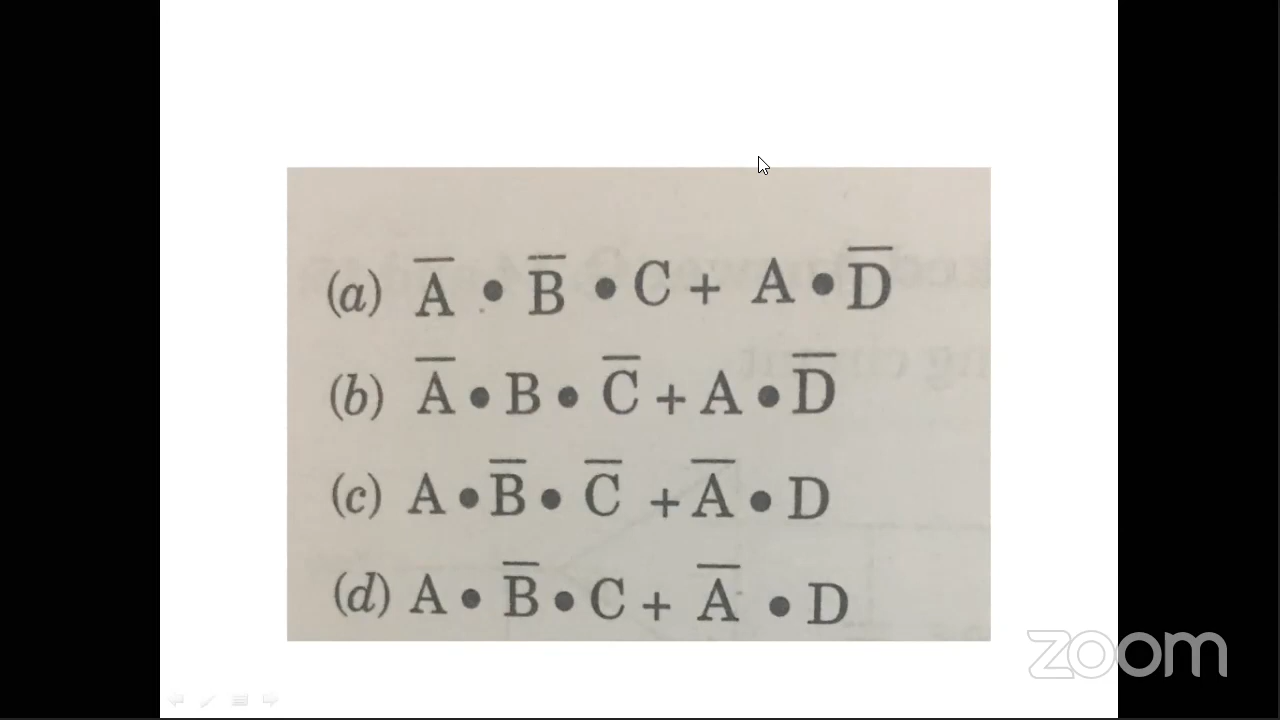 (a) A̅ • B̅ • C + A • D̅
(b) A̅ • B • C̅ + A • D̅
(c) A • B̅ • C̅ + A̅ • D
(d) A • B̅ • C + A̅ • D
zoom